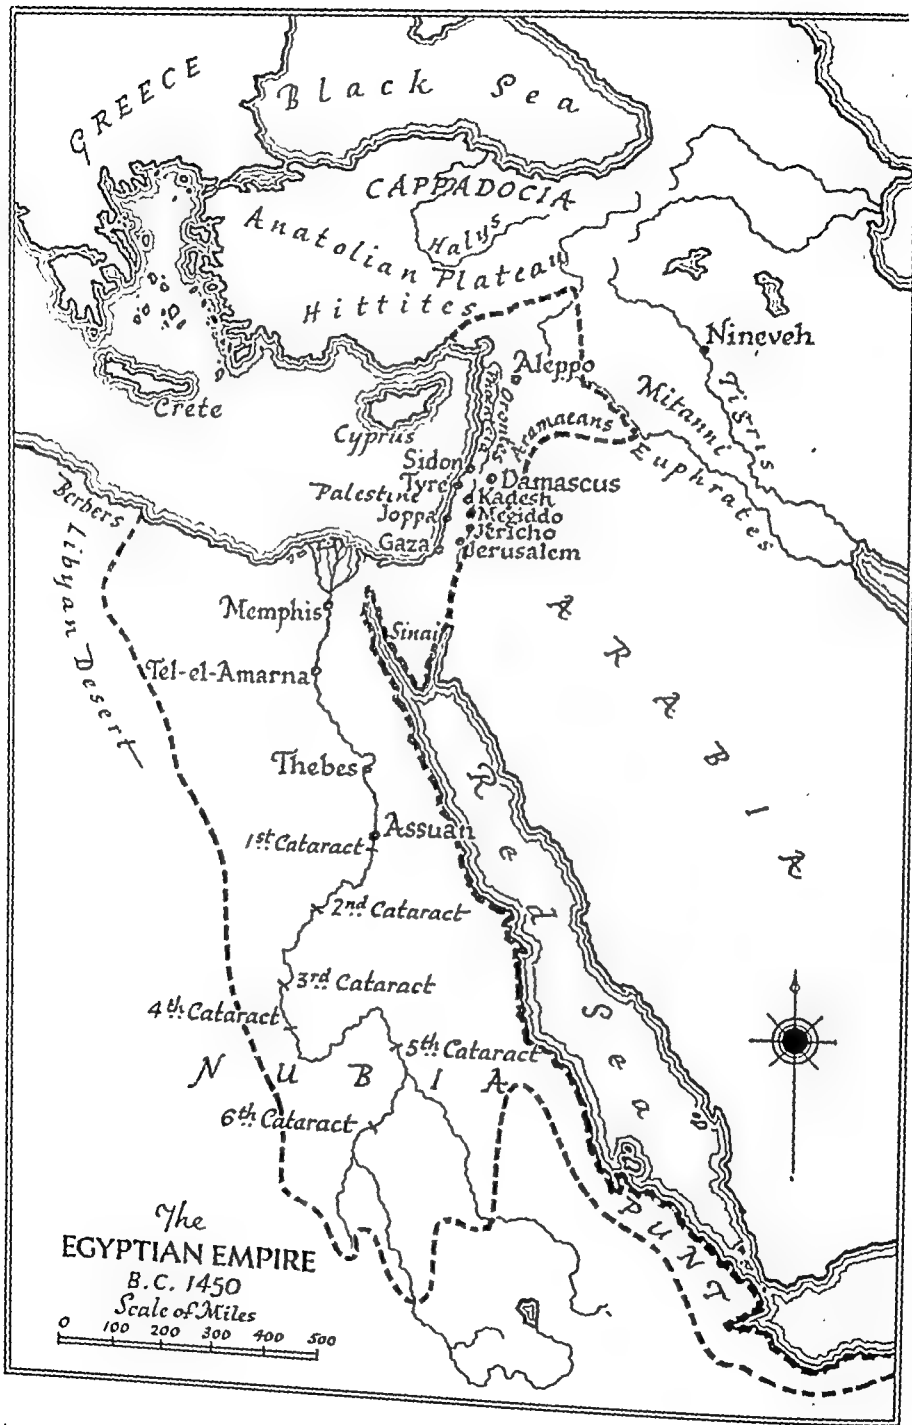 GREECE
Black Sea
CAPPADOCIA
Halys
Anatolian Plateau
Hittites
Nineveh
Aleppo
Tigris
Mitanni
Crete
Cyprus
Orontes
Aramaeans
Euphrates
Sidon
Tyre
Damascus
Palestine
Kadesh
Megiddo
Joppa
Jericho
Gaza
Jerusalem
Berbers
Libyan Desert
Memphis
Sinai
ARABIA
Tel-el-Amarna
Thebes
Red Sea
Assuan
1st Cataract
2nd Cataract
3rd Cataract
4th Cataract
5th Cataract
NUBIA
6th Cataract
PUNT
The
EGYPTIAN EMPIRE
B.C. 1450
Scale of Miles
0 100 200 300 400 500